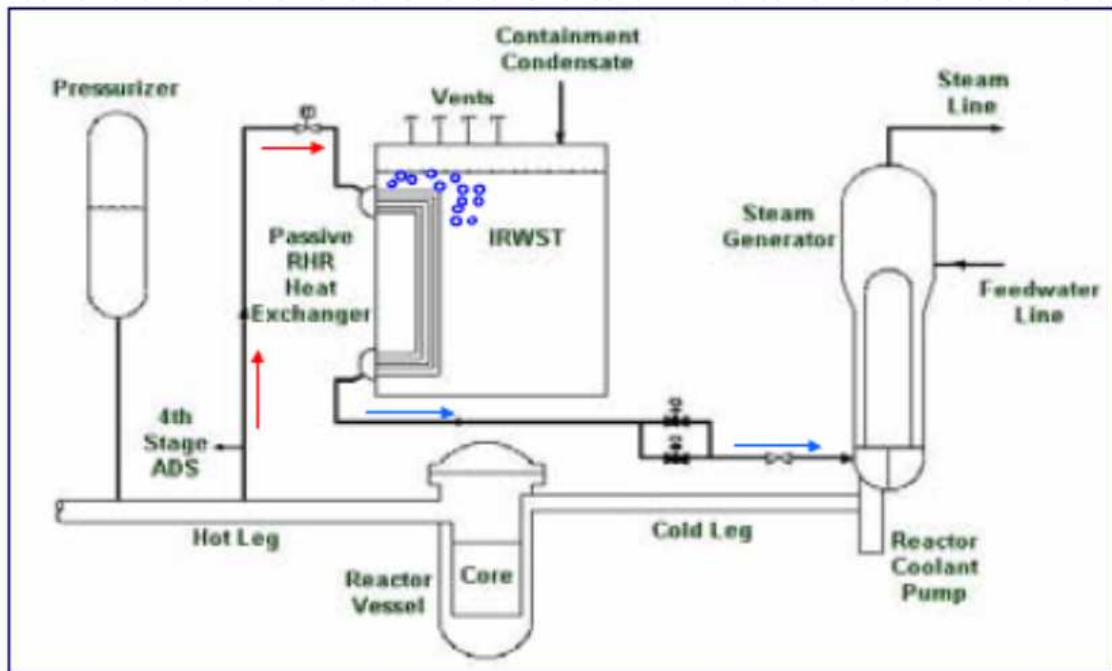 Containment
Condensate
Steam
Line
Pressurizer
Vents
IRWST
Steam
Generator
Passive
RHR
Heat
Exchanger
Feedwater
Line
4th
Stage
ADS
Hot Leg
Cold Leg
Reactor
Vessel
Core
Reactor
Coolant
Pump